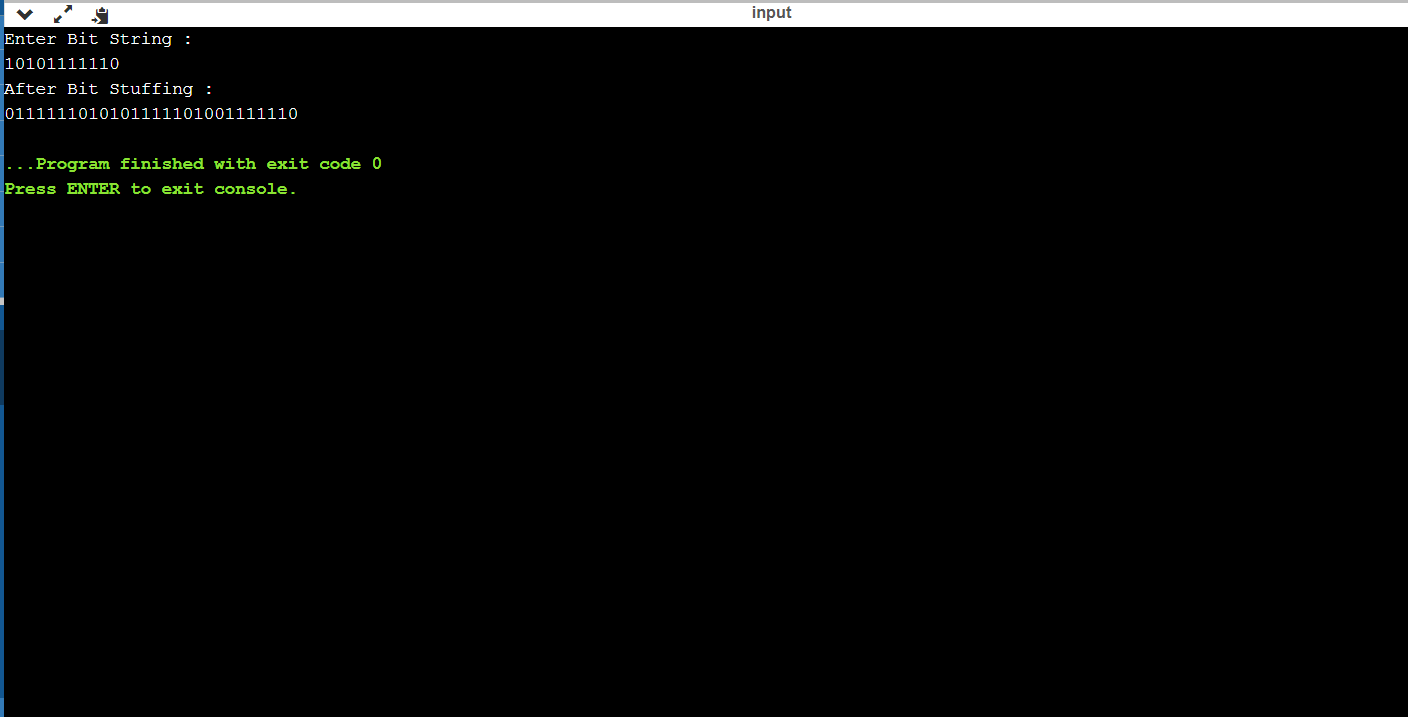 input
Enter Bit String :
10101111110
After Bit Stuffing :
0111111010101111101001111110
...Program finished with exit code 0
Press ENTER to exit console.